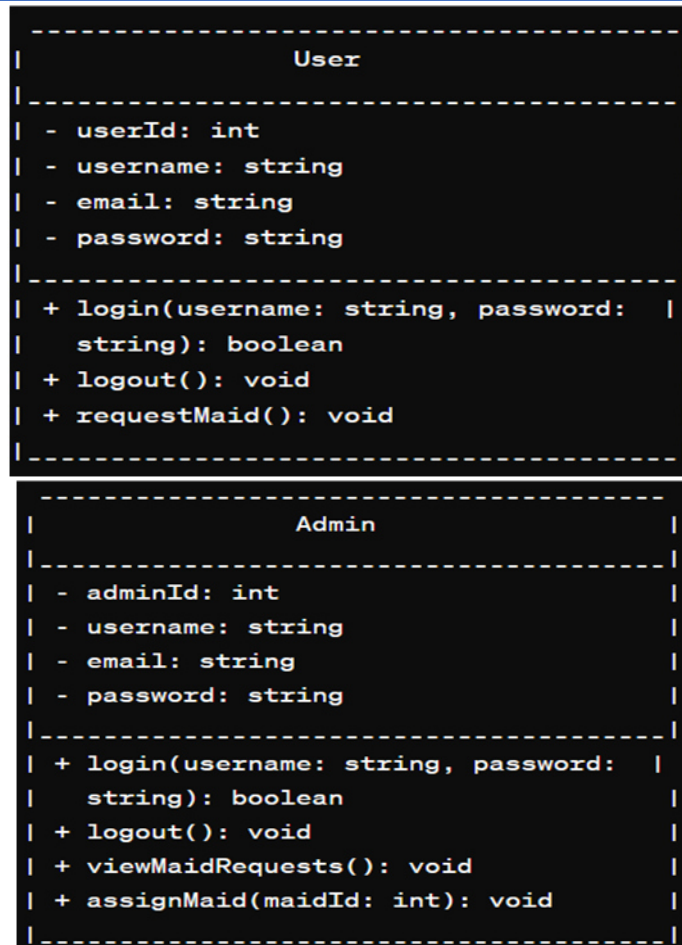 User
- userId: int
- username: string
- email: string
- password: string
+ login(username: string, password:
string): boolean
+ logout(): void
+ requestMaid(): void
Admin
- adminId: int
- username: string
- email: string
- password: string
+ login(username: string, password:
string): boolean
+ logout(): void
+ viewMaidRequests(): void
+ assignMaid(maidId: int): void